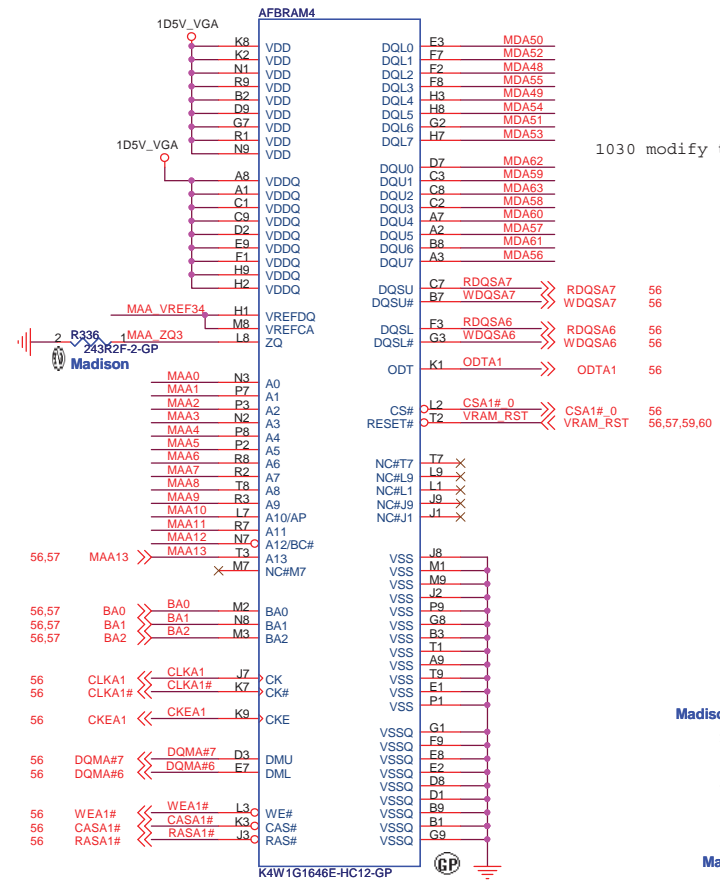 AFBRAM4
1D5V_VGA
K8 VDD
K2 VDD
N1 VDD
R9 VDD
B2 VDD
D9 VDD
G7 VDD
R1 VDD
N9 VDD
1D5V_VGA
A8 VDDQ
A1 VDDQ
C1 VDDQ
C9 VDDQ
D2 VDDQ
E9 VDDQ
F1 VDDQ
H9 VDDQ
H2 VDDQ
MAA_VREF34 H1 VREFDQ
M8 VREFCA
2 R336 1 MAA_ZQ3 L8 ZQ
243R2F-2-GP
Madison
MAA0 N3 A0
MAA1 P7 A1
MAA2 P3 A2
MAA3 N2 A3
MAA4 P8 A4
MAA5 P2 A5
MAA6 R8 A6
MAA7 R2 A7
MAA8 T8 A8
MAA9 R3 A9
MAA10 L7 A10/AP
MAA11 R7 A11
MAA12 N7 A12/BC#
56,57 MAA13 MAA13 T3 A13
M7 NC#M7
56,57 BA0 BA0 M2 BA0
56,57 BA1 BA1 N8 BA1
56,57 BA2 BA2 M3 BA2
56 CLKA1 CLKA1 J7 CK
56 CLKA1# CLKA1# K7 CK#
56 CKEA1 CKEA1 K9 CKE
56 DQMA#7 DQMA#7 D3 DMU
56 DQMA#6 DQMA#6 E7 DML
56 WEA1# WEA1# L3 WE#
56 CASA1# CASA1# K3 CAS#
56 RASA1# RASA1# J3 RAS#
K4W1G1646E-HC12-GP
DQL0 E3 MDA50
DQL1 F7 MDA52
DQL2 F2 MDA48
DQL3 F8 MDA55
DQL4 H3 MDA49
DQL5 H8 MDA54
DQL6 G2 MDA51
DQL7 H7 MDA53
1030 modify
DQU0 D7 MDA62
DQU1 C3 MDA59
DQU2 C8 MDA63
DQU3 C2 MDA58
DQU4 A7 MDA60
DQU5 A2 MDA57
DQU6 B8 MDA61
DQU7 A3 MDA56
DQSU C7 RDQSA7 RDQSA7 56
DQSU# B7 WDQSA7 WDQSA7 56
DQSL F3 RDQSA6 RDQSA6 56
DQSL# G3 WDQSA6 WDQSA6 56
ODT K1 ODTA1 ODTA1 56
CS# L2 CSA1#_0 CSA1#_0 56
RESET# T2 VRAM_RST VRAM_RST 56,57,59,60
NC#T7 T7
NC#L9 L9
NC#L1 L1
NC#J9 J9
NC#J1 J1
VSS J8
VSS M1
VSS M9
VSS J2
VSS P9
VSS G8
VSS B3
VSS T1
VSS A9
VSS T9
VSS E1
VSS P1
VSSQ G1
VSSQ F9
VSSQ E8
VSSQ E2
VSSQ D8
VSSQ D1
VSSQ B9
VSSQ B1
VSSQ G9
GP